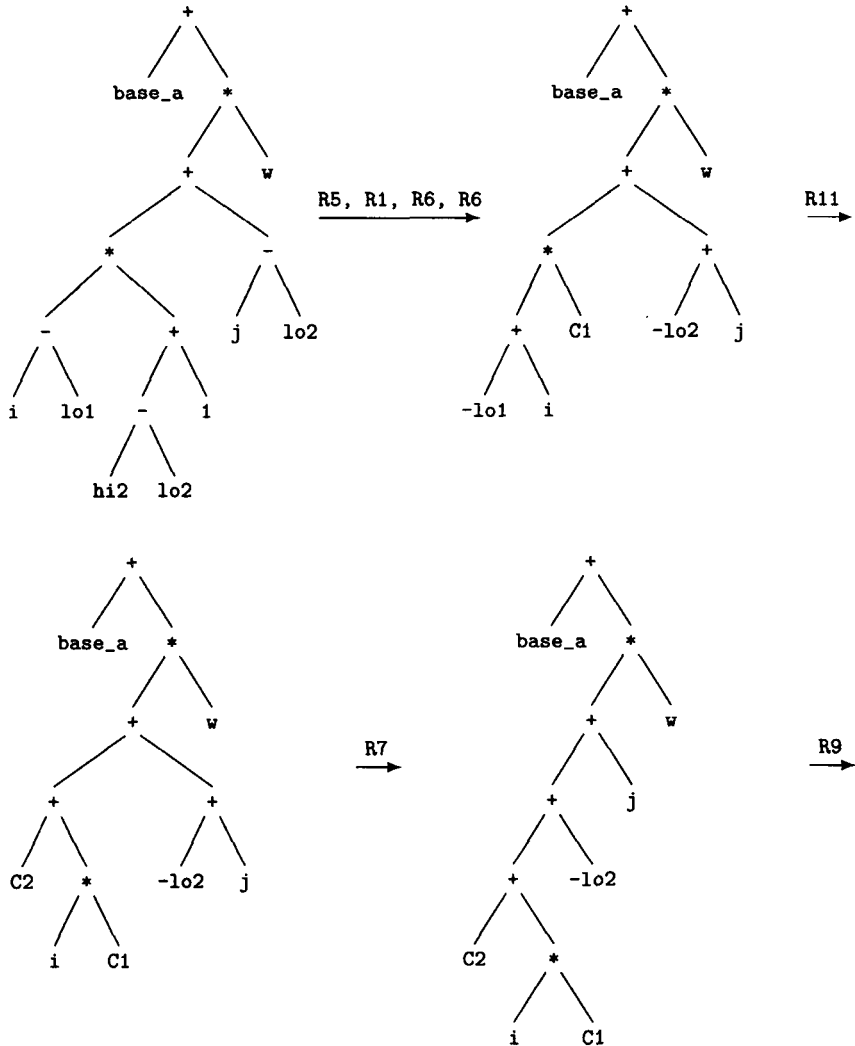 + +
base_a * base_a *
+ w R5, R1, R6, R6 + w R11
* - * +
- + j lo2 + C1 -lo2 j
i lo1 - 1 -lo1 i
hi2 lo2
+ +
base_a * base_a *
+ w R7 + w R9
+ + + j
C2 * -lo2 j + -lo2
i C1 C2 *
i C1